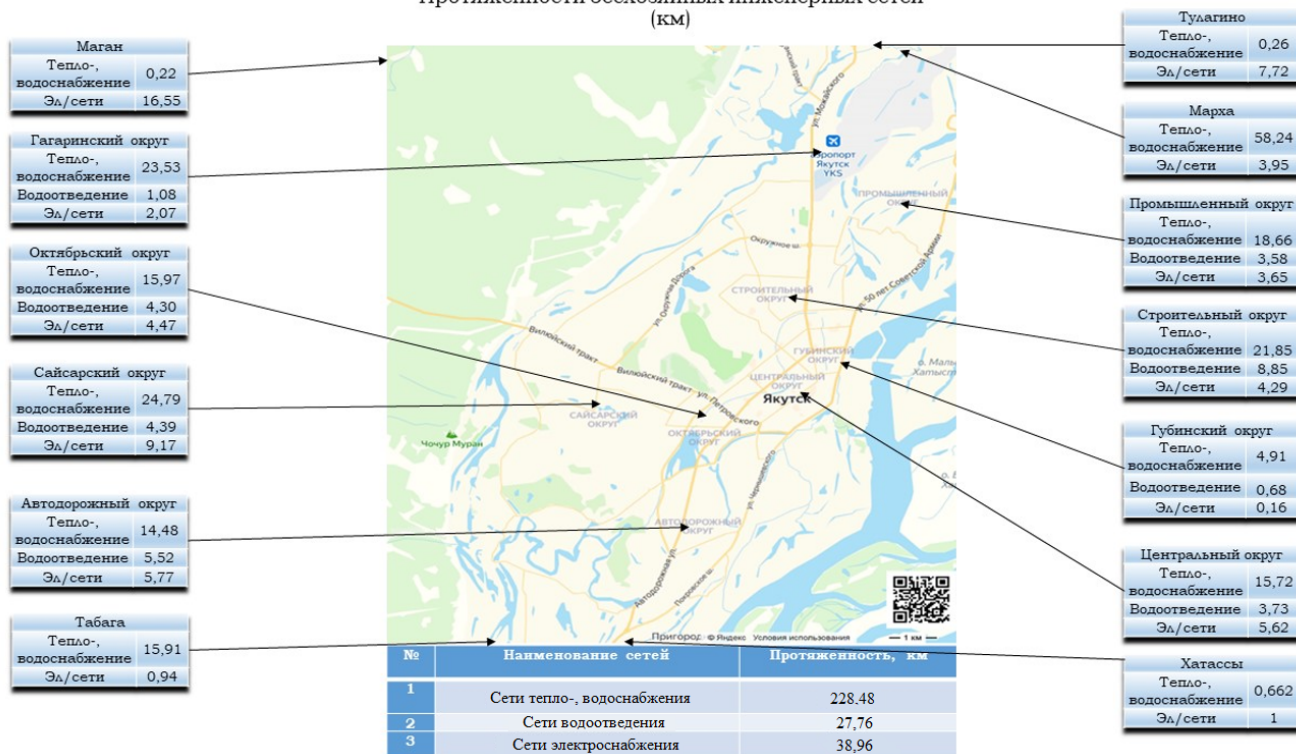 Протяженности бесхозяйных инженерных сетей
(км)
Маган
Тепло-, водоснабжение 0,22
Эл/сети 16,55
Гагаринский округ
Тепло-, водоснабжение 23,53
Водоотведение 1,08
Эл/сети 2,07
Октябрьский округ
Тепло-, водоснабжение 15,97
Водоотведение 4,30
Эл/сети 4,47
Сайсарский округ
Тепло-, водоснабжение 24,79
Водоотведение 4,39
Эл/сети 9,17
Автодорожный округ
Тепло-, водоснабжение 14,48
Водоотведение 5,52
Эл/сети 5,77
Табага
Тепло-, водоснабжение 15,91
Эл/сети 0,94
ул. Можайского
аэропорт
Якутск
YKS
ПРОМЫШЛЕННЫЙ
ОКРУГ
Окружное ш.
ул. 50 лет Советской Армии
ул. Окружная Дорога
СТРОИТЕЛЬНЫЙ
ОКРУГ
Вилюйский тракт
ГУБИНСКИЙ
ОКРУГ
Вилюйский тракт
ЦЕНТРАЛЬНЫЙ
ОКРУГ
Якутск
ул. Петровского
САЙСАРСКИЙ
ОКРУГ
ОКТЯБРЬСКИЙ
ОКРУГ
Чочур Муран
ул. Чернышевского
АВТОДОРОЖНЫЙ
ОКРУГ
Автодорожная ул.
Покровское ш.
Пригород © Яндекс Условия использования 1 км
№ Наименование сетей Протяженность, км
1 Сети тепло-, водоснабжения 228.48
2 Сети водоотведения 27,76
3 Сети электроснабжения 38,96
Тулагино
Тепло-, водоснабжение 0,26
Эл/сети 7,72
Марха
Тепло-, водоснабжение 58,24
Эл/сети 3,95
Промышленный округ
Тепло-, водоснабжение 18,66
Водоотведение 3,58
Эл/сети 3,65
Строительный округ
Тепло-, водоснабжение 21,85
Водоотведение 8,85
Эл/сети 4,29
Губинский округ
Тепло-, водоснабжение 4,91
Водоотведение 0,68
Эл/сети 0,16
Центральный округ
Тепло-, водоснабжение 15,72
Водоотведение 3,73
Эл/сети 5,62
Хатассы
Тепло-, водоснабжение 0,662
Эл/сети 1